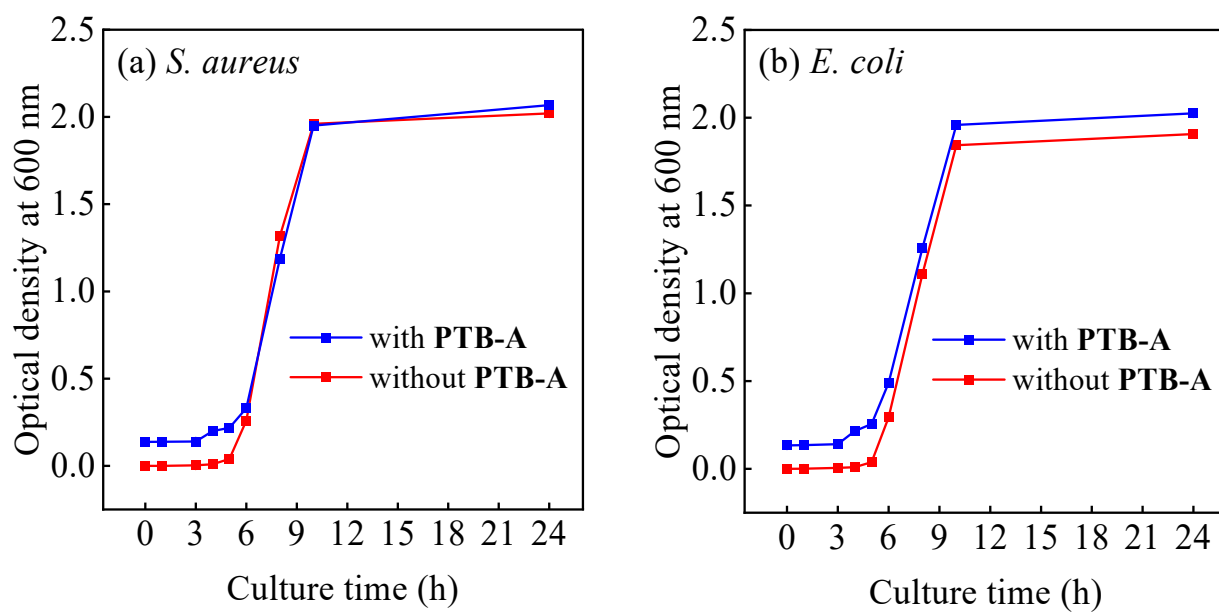 (a) S. aureus
Optical density at 600 nm
2.5
2.0
1.5
1.0
0.5
0.0
with PTB-A
without PTB-A
0 3 6 9 12 15 18 21 24
Culture time (h)
(b) E. coli
Optical density at 600 nm
2.5
2.0
1.5
1.0
0.5
0.0
with PTB-A
without PTB-A
0 3 6 9 12 15 18 21 24
Culture time (h)